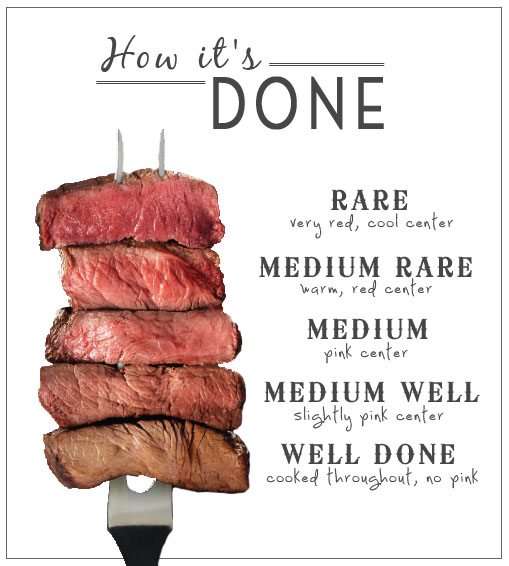 How it's
DONE
RARE
very red, cool center
MEDIUM RARE
warm, red center
MEDIUM
pink center
MEDIUM WELL
slightly pink center
WELL DONE
cooked throughout, no pink